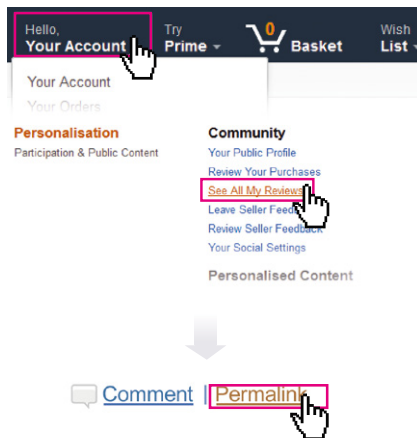 Hello,
Your Account
Try
Prime
0
Basket
Wish
List
Your Account
Your Orders
Personalisation
Participation & Public Content
Community
Your Public Profile
Review Your Purchases
See All My Reviews
Leave Seller Feedback
Review Seller Feedback
Your Social Settings
Personalised Content
Comment | Permalink